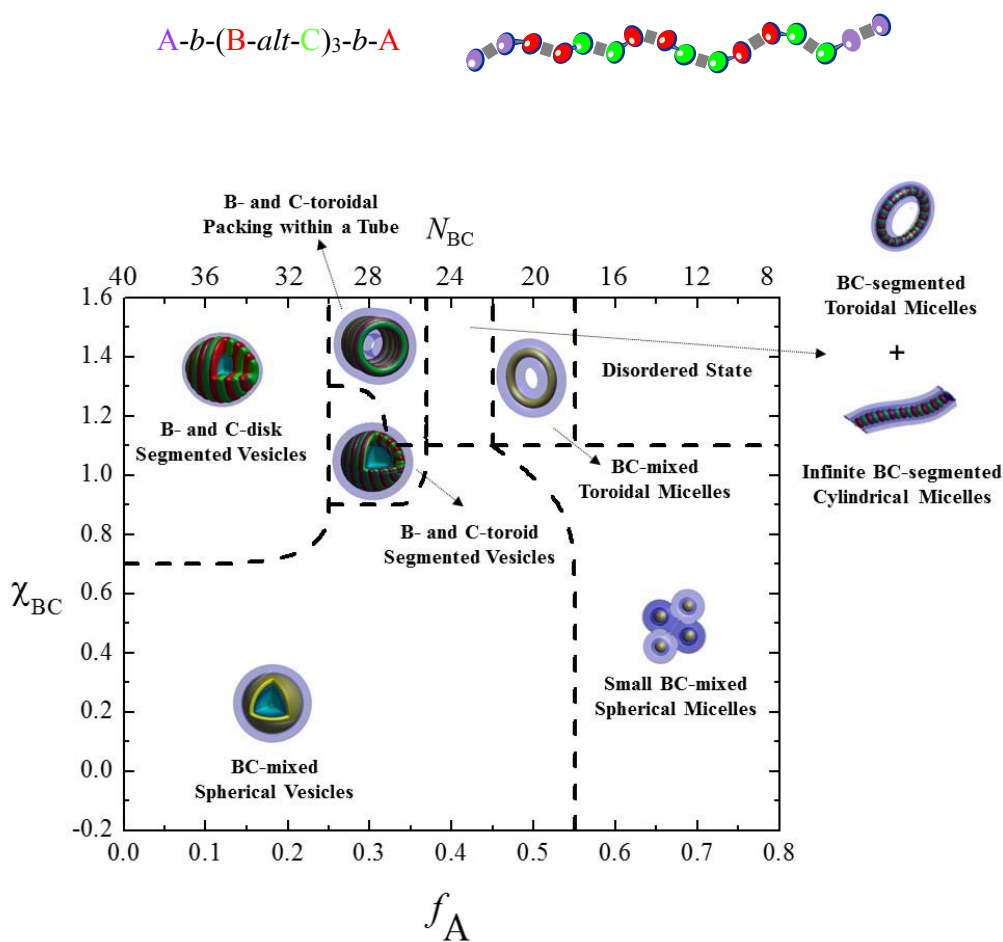 A-b-(B-alt-C)₃-b-A
B- and C-toroidal
Packing within a Tube
N_BC
40 36 32 28 24 20 16 12 8
BC-segmented
Toroidal Micelles
+
Infinite BC-segmented
Cylindrical Micelles
1.6
1.4
1.2
1.0
0.8
0.6
0.4
0.2
0.0
-0.2
χ_BC
B- and C-disk
Segmented Vesicles
Disordered State
BC-mixed
Toroidal Micelles
B- and C-toroid
Segmented Vesicles
Small BC-mixed
Spherical Micelles
BC-mixed
Spherical Vesicles
0.0 0.1 0.2 0.3 0.4 0.5 0.6 0.7 0.8
f_A